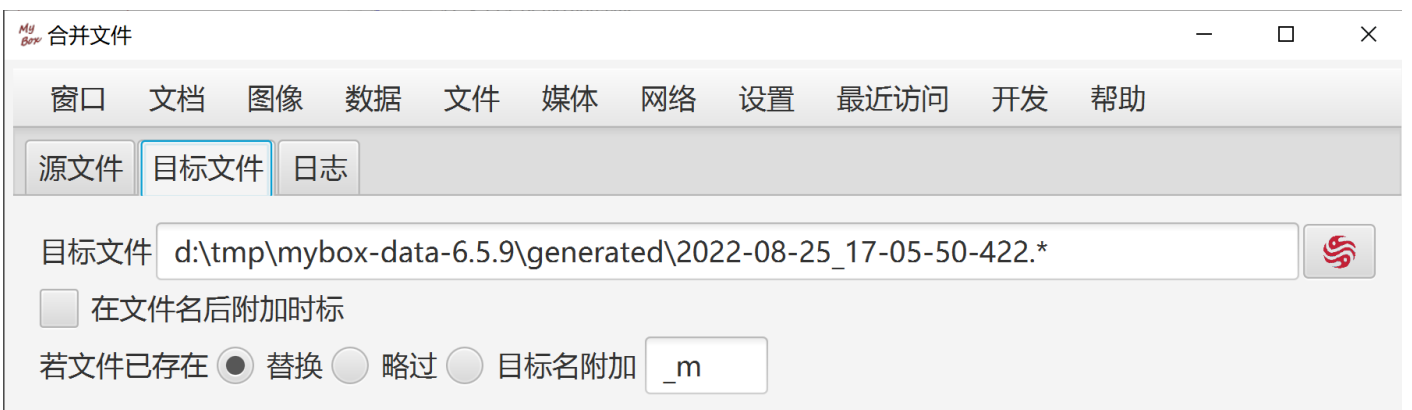 My Box 合并文件
窗口 文档 图像 数据 文件 媒体 网络 设置 最近访问 开发 帮助
源文件 目标文件 日志
目标文件 d:\tmp\mybox-data-6.5.9\generated\2022-08-25_17-05-50-422.*
在文件名后附加时标
若文件已存在 替换 略过 目标名附加 _m